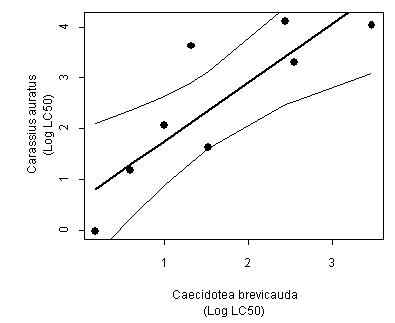 Carassius auratus
(Log LC50)
4
3
2
1
0
1 2 3
Caecidotea brevicauda
(Log LC50)